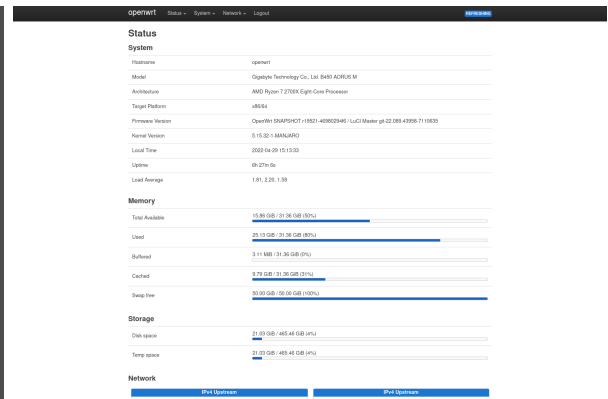 openwrt Status System Network Logout REFRESHING
Status
System
Hostname openwrt
Model Gigabyte Technology Co., Ltd. B450 AORUS M
Architecture AMD Ryzen 7 2700X Eight-Core Processor
Target Platform x86/64
Firmware Version OpenWrt SNAPSHOT r19521-4698029446 / LuCI Master git-22.089.43958-7110635
Kernel Version 5.15.32-1-MANJARO
Local Time 2022-04-29 15:13:33
Uptime 6h 27m 6s
Load Average 1.81, 2.20, 1.58
Memory
Total Available 15.86 GiB / 31.36 GiB (50%)
Used 25.13 GiB / 31.36 GiB (80%)
Buffered 3.11 MiB / 31.36 GiB (0%)
Cached 9.79 GiB / 31.36 GiB (31%)
Swap free 50.00 GiB / 50.00 GiB (100%)
Storage
Disk space 21.03 GiB / 465.46 GiB (4%)
Temp space 21.03 GiB / 465.46 GiB (4%)
Network
IPv4 Upstream IPv4 Upstream